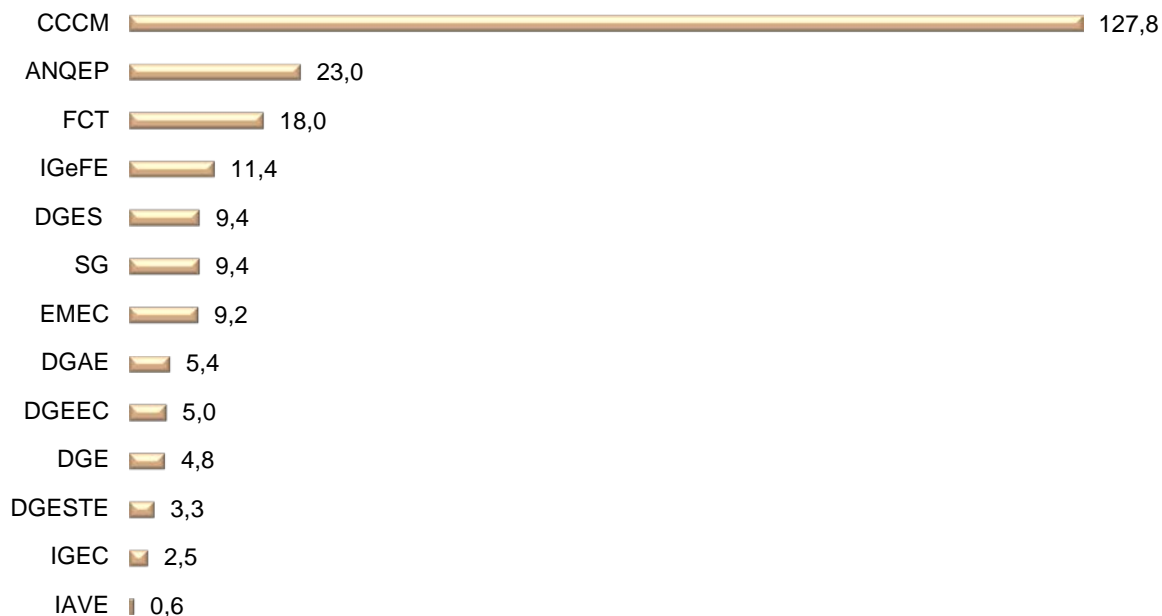 CCCM 127,8
ANQEP 23,0
FCT 18,0
IGeFE 11,4
DGES 9,4
SG 9,4
EMEC 9,2
DGAE 5,4
DGEEC 5,0
DGE 4,8
DGESTE 3,3
IGEC 2,5
IAVE 0,6